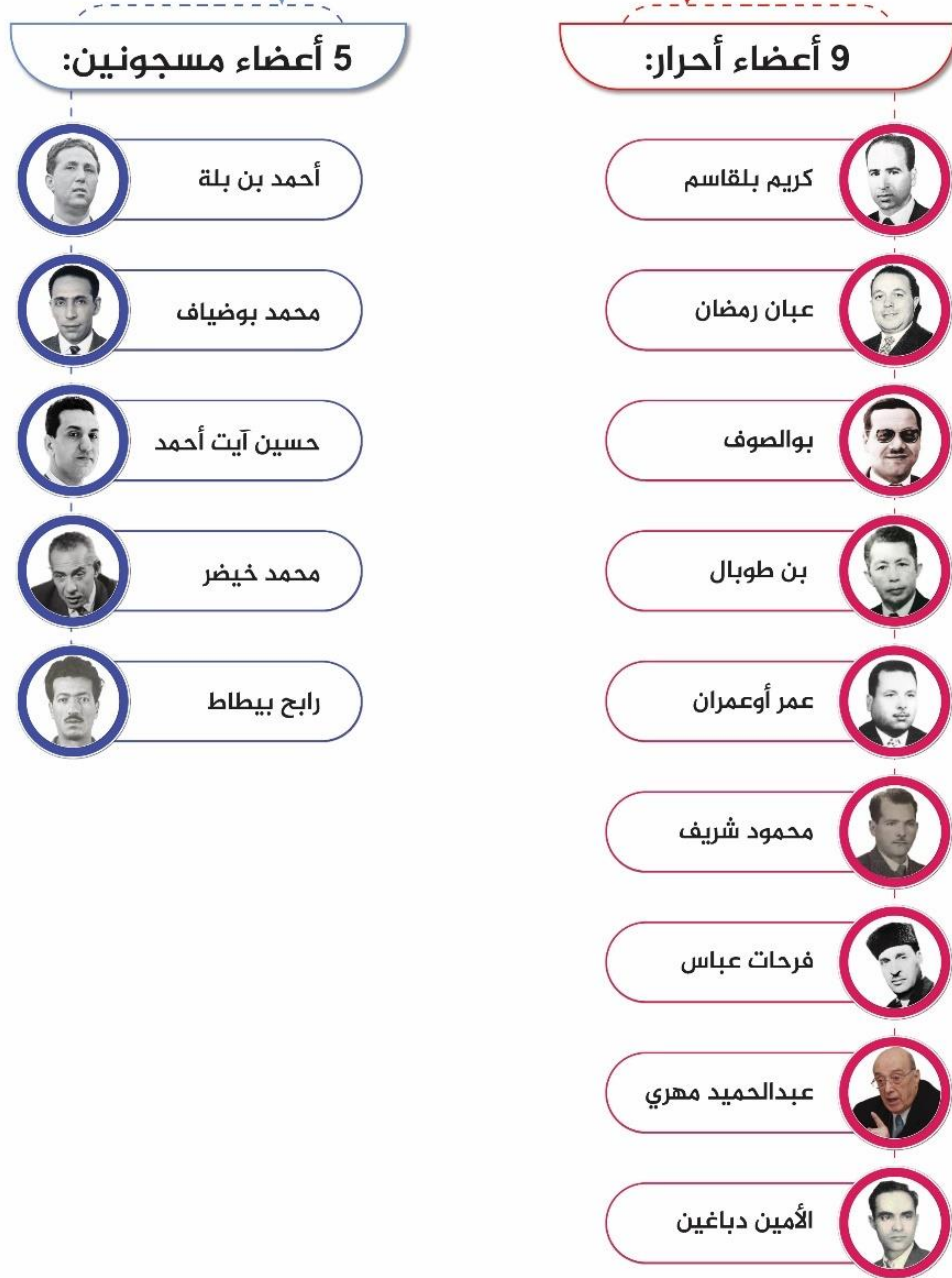 9 أعضاء أحرار:
كريم بلقاسم
عبان رمضان
بوالصوف
بن طوبال
عمر أوعمران
محمود شريف
فرحات عباس
عبدالحميد مهري
الأمين دباغين
5 أعضاء مسجونين:
أحمد بن بلة
محمد بوضياف
حسين آيت أحمد
محمد خيضر
رابح بيطاط